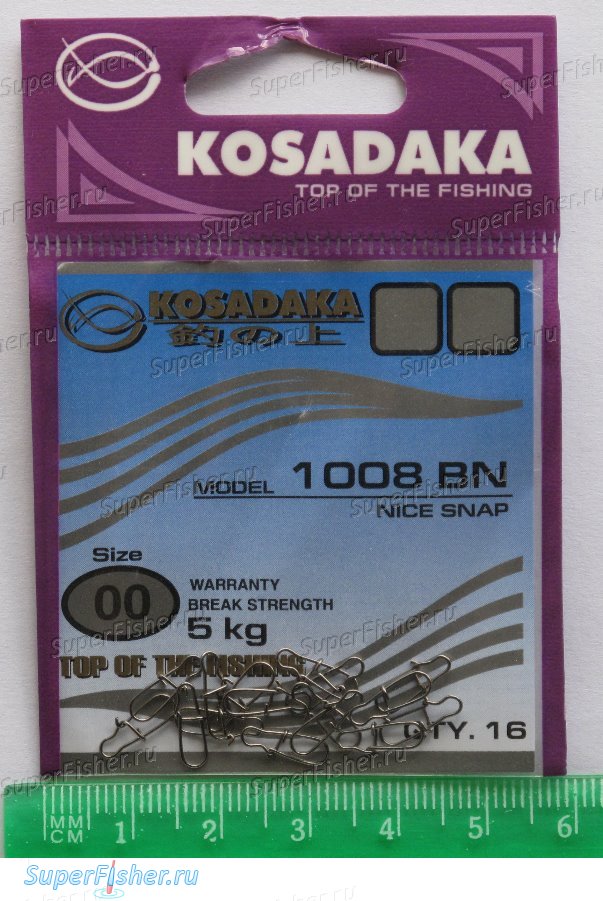 KOSADAKA
TOP OF THE FISHING
KOSADAKA
釣の上
MODEL 1008 BN
NICE SNAP
Size
00
WARRANTY
BREAK STRENGTH
5 kg
TOP OF THE FISHING
QTY. 16
MM
CM 1 2 3 4 5 6
SuperFisher.ru